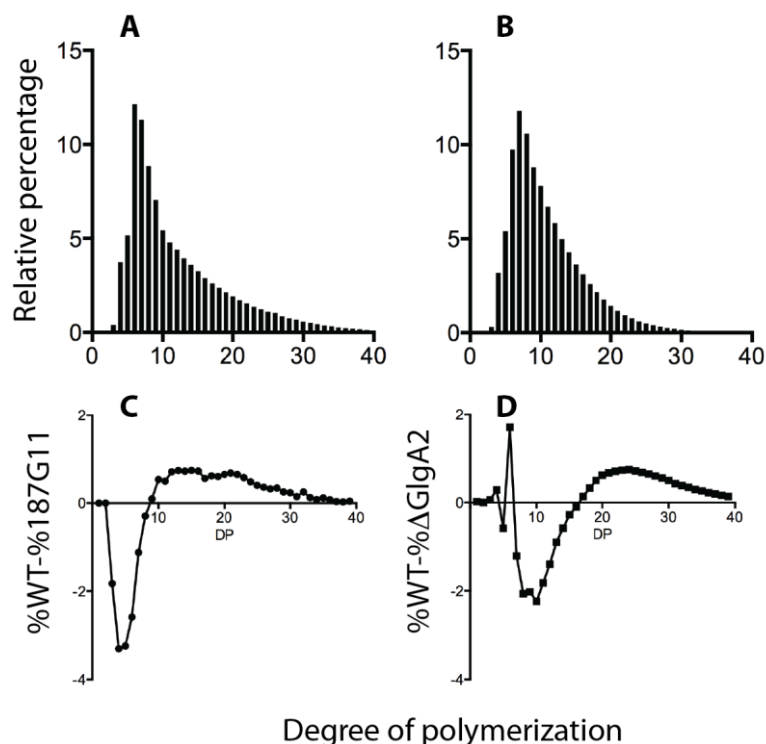 A
B
Relative percentage
15
10
5
0
0 10 20 30 40
15
10
5
0
0 10 20 30 40
C
D
%WT-%187G11
2
0
-2
-4
10 20 30 40
DP
%WT-%ΔGlgA2
2
0
-2
-4
10 20 30 40
DP
Degree of polymerization